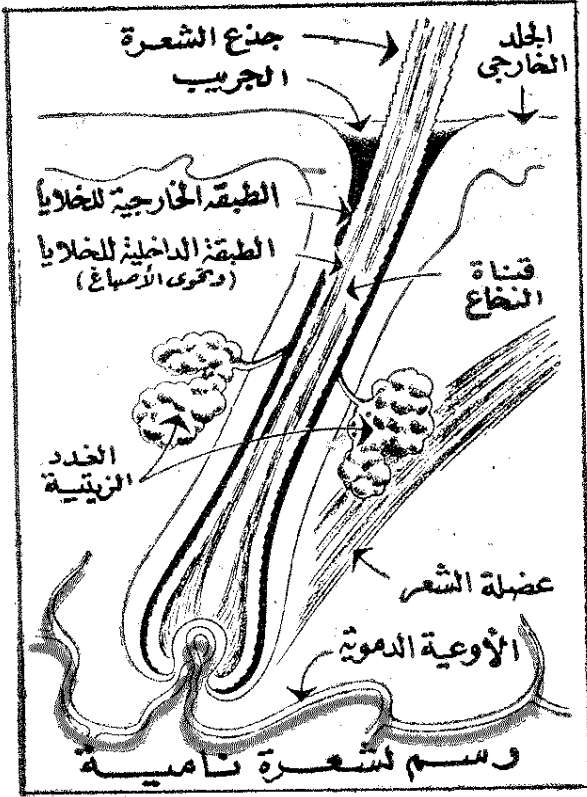 جذع الشعرة
الجريب
الجلد
الخارجي
الطبقة الخارجية للخلايا
الطبقة الداخلية للخلايا
(وتحوى الأصباغ)
قناة
النخاع
الغدد
الزيتية
عضلة الشعر
الأوعية الدموية
رسم لشعرة نامية